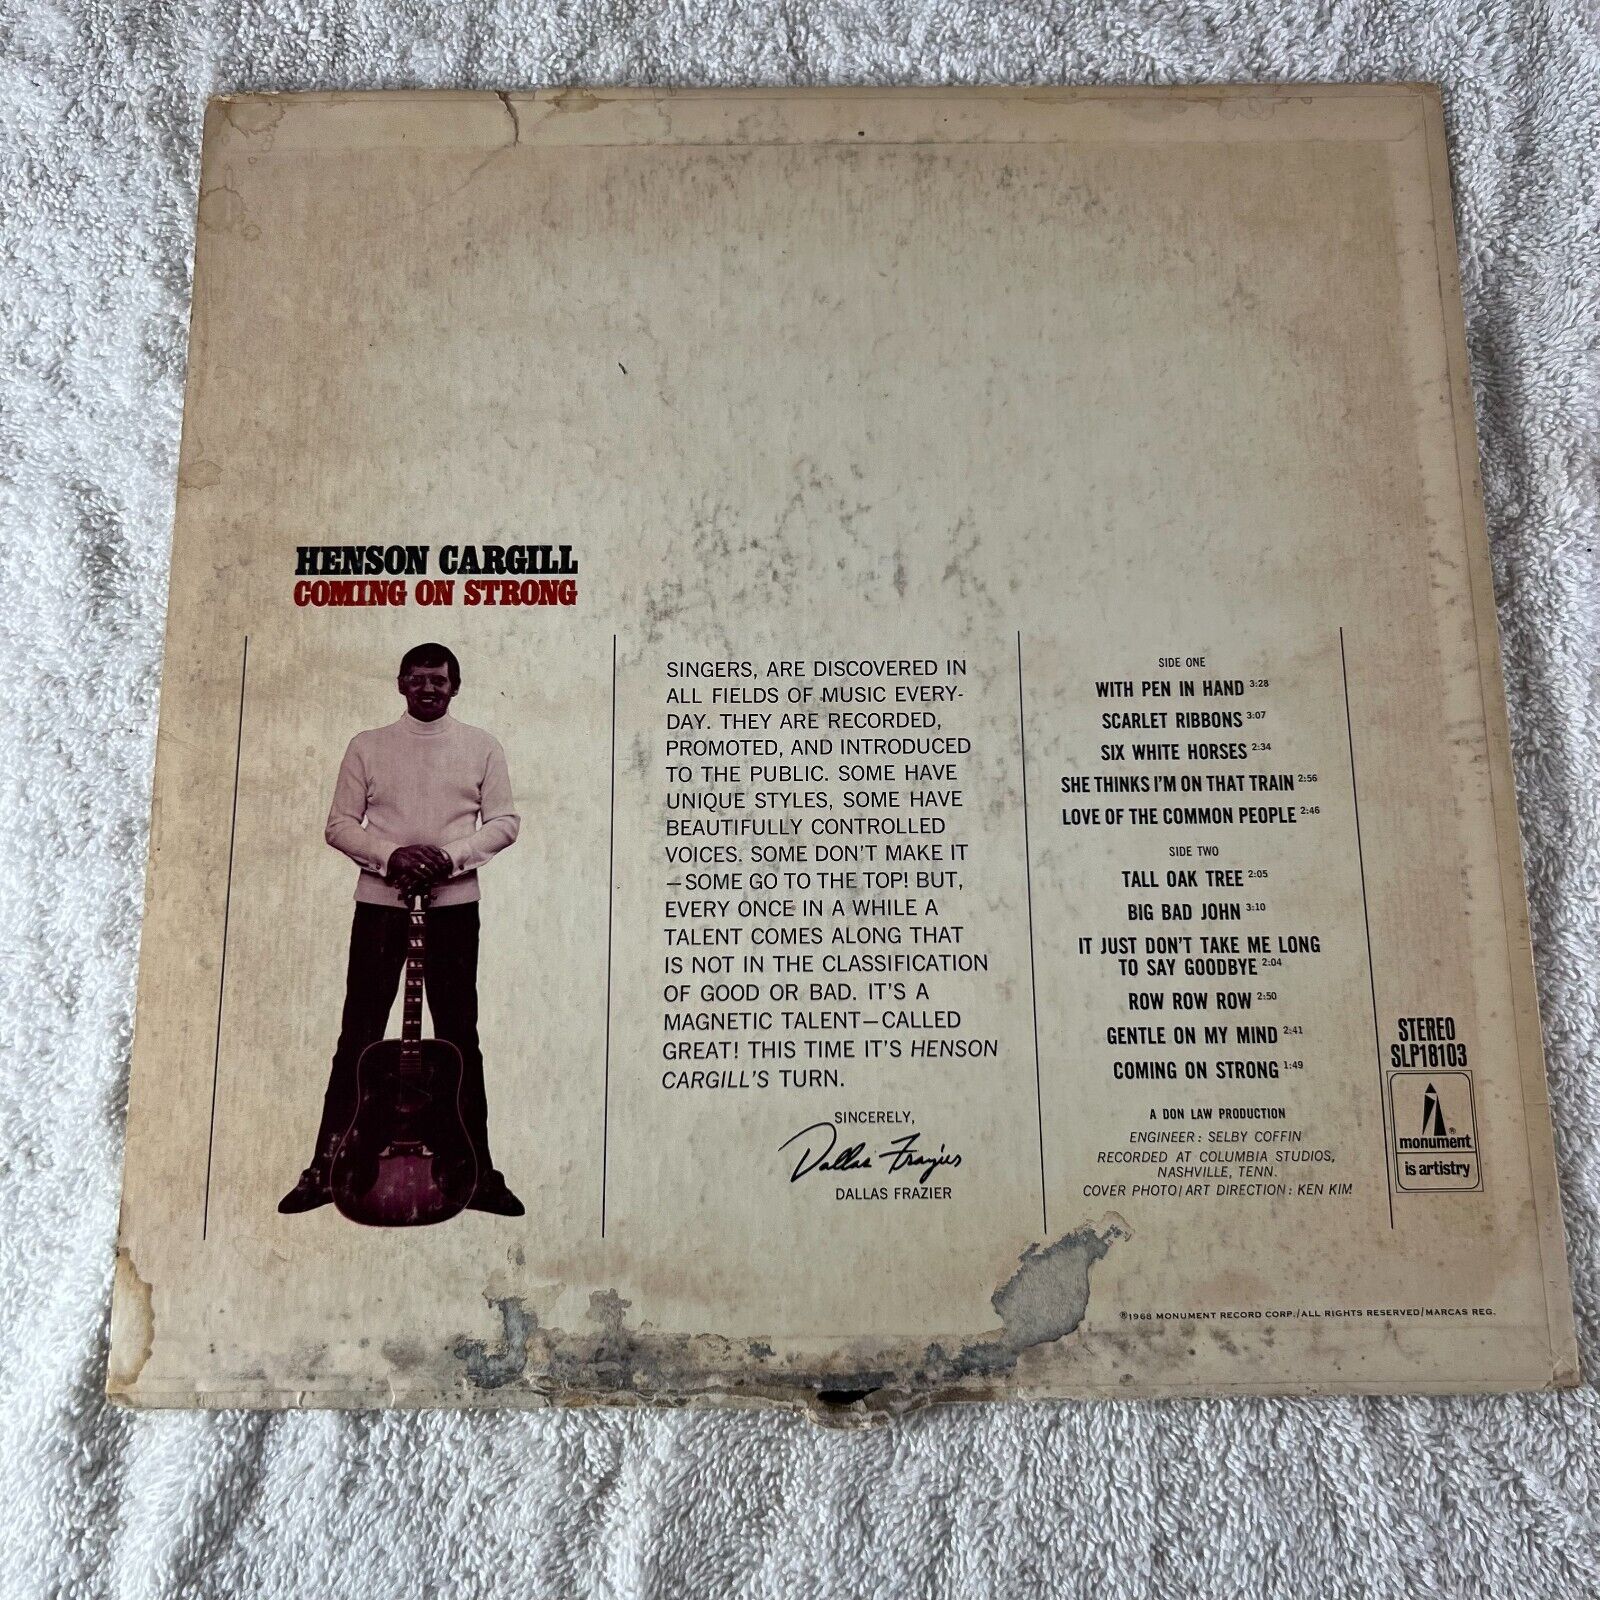 HENSON CARGILL
COMING ON STRONG
SINGERS, ARE DISCOVERED IN
ALL FIELDS OF MUSIC EVERY-
DAY. THEY ARE RECORDED,
PROMOTED, AND INTRODUCED
TO THE PUBLIC. SOME HAVE
UNIQUE STYLES, SOME HAVE
BEAUTIFULLY CONTROLLED
VOICES. SOME DON'T MAKE IT
—SOME GO TO THE TOP! BUT,
EVERY ONCE IN A WHILE A
TALENT COMES ALONG THAT
IS NOT IN THE CLASSIFICATION
OF GOOD OR BAD. IT'S A
MAGNETIC TALENT—CALLED
GREAT! THIS TIME IT'S HENSON
CARGILL'S TURN.
SINCERELY,
Dallas Frazier
DALLAS FRAZIER
SIDE ONE
WITH PEN IN HAND 3:28
SCARLET RIBBONS 3:07
SIX WHITE HORSES 2:34
SHE THINKS I'M ON THAT TRAIN 2:56
LOVE OF THE COMMON PEOPLE 2:46
SIDE TWO
TALL OAK TREE 2:05
BIG BAD JOHN 3:10
IT JUST DON'T TAKE ME LONG
TO SAY GOODBYE 2:04
ROW ROW ROW 2:50
GENTLE ON MY MIND 2:41
COMING ON STRONG 1:49
A DON LAW PRODUCTION
ENGINEER: SELBY COFFIN
RECORDED AT COLUMBIA STUDIOS,
NASHVILLE, TENN.
COVER PHOTO/ART DIRECTION: KEN KIM
STEREO
SLP18103
monument ®
is artistry
℗1968 MONUMENT RECORD CORP./ALL RIGHTS RESERVED/MARCAS REG.